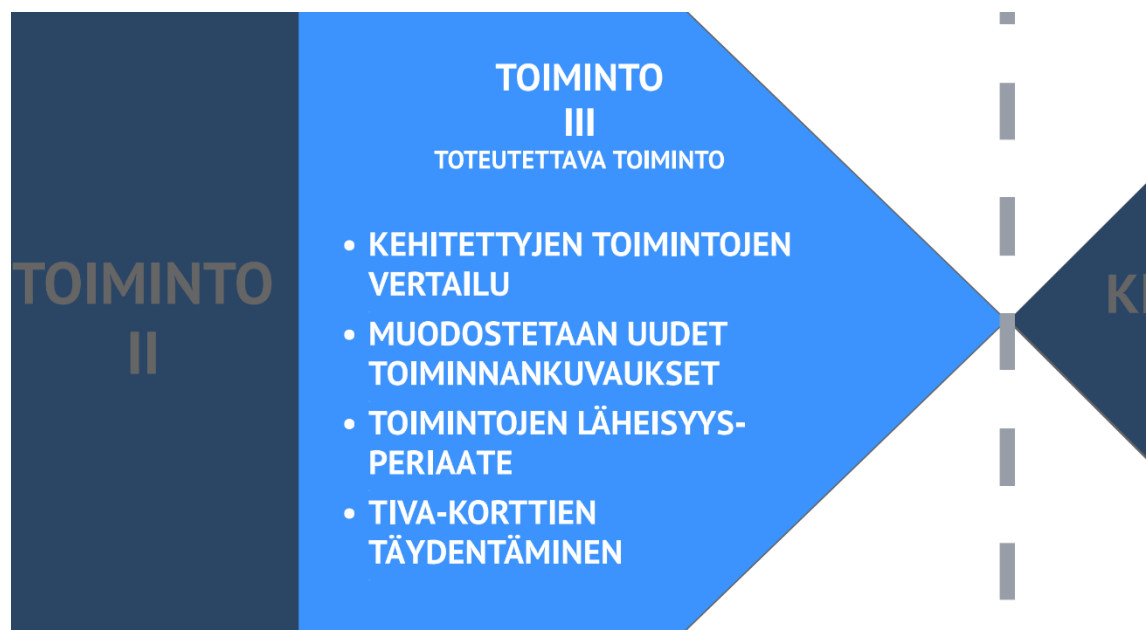 TOIMINTO
II
TOIMINTO
III
TOTEUTETTAVA TOIMINTO
• KEHITETTYJEN TOIMINTOJEN
VERTAILU
• MUODOSTETAAN UUDET
TOIMINNANKUVAUKSET
• TOIMINTOJEN LÄHEISYYS-
PERIAATE
• TIVA-KORTTIEN
TÄYDENTÄMINEN